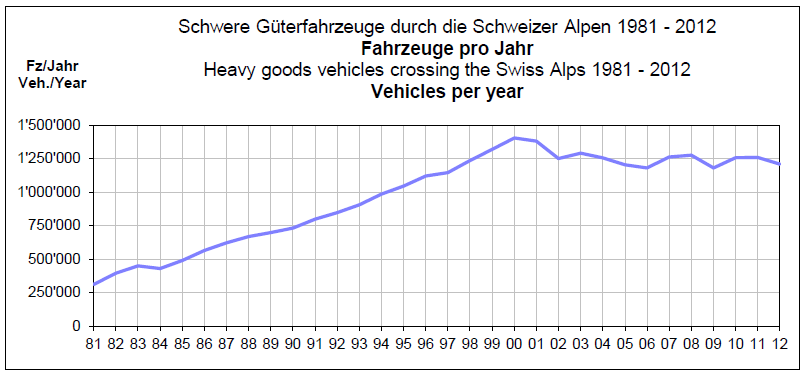 Schwere Güterfahrzeuge durch die Schweizer Alpen 1981 - 2012
Fahrzeuge pro Jahr
Heavy goods vehicles crossing the Swiss Alps 1981 - 2012
Vehicles per year
Fz/Jahr
Veh./Year
1'500'000
1'250'000
1'000'000
750'000
500'000
250'000
0
81 82 83 84 85 86 87 88 89 90 91 92 93 94 95 96 97 98 99 00 01 02 03 04 05 06 07 08 09 10 11 12